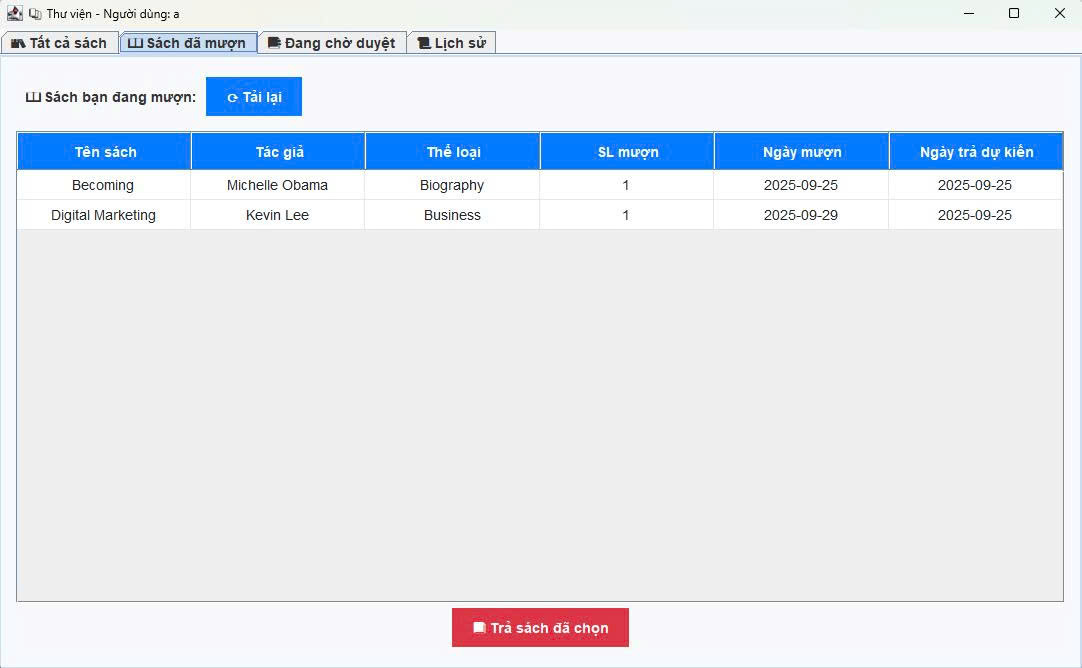 Thư viện - Người dùng: a
Tất cả sách Sách đã mượn Đang chờ duyệt Lịch sử
Sách bạn đang mượn: Tải lại
Tên sách Tác giả Thể loại SL mượn Ngày mượn Ngày trả dự kiến
Becoming Michelle Obama Biography 1 2025-09-25 2025-09-25
Digital Marketing Kevin Lee Business 1 2025-09-29 2025-09-25
Trả sách đã chọn